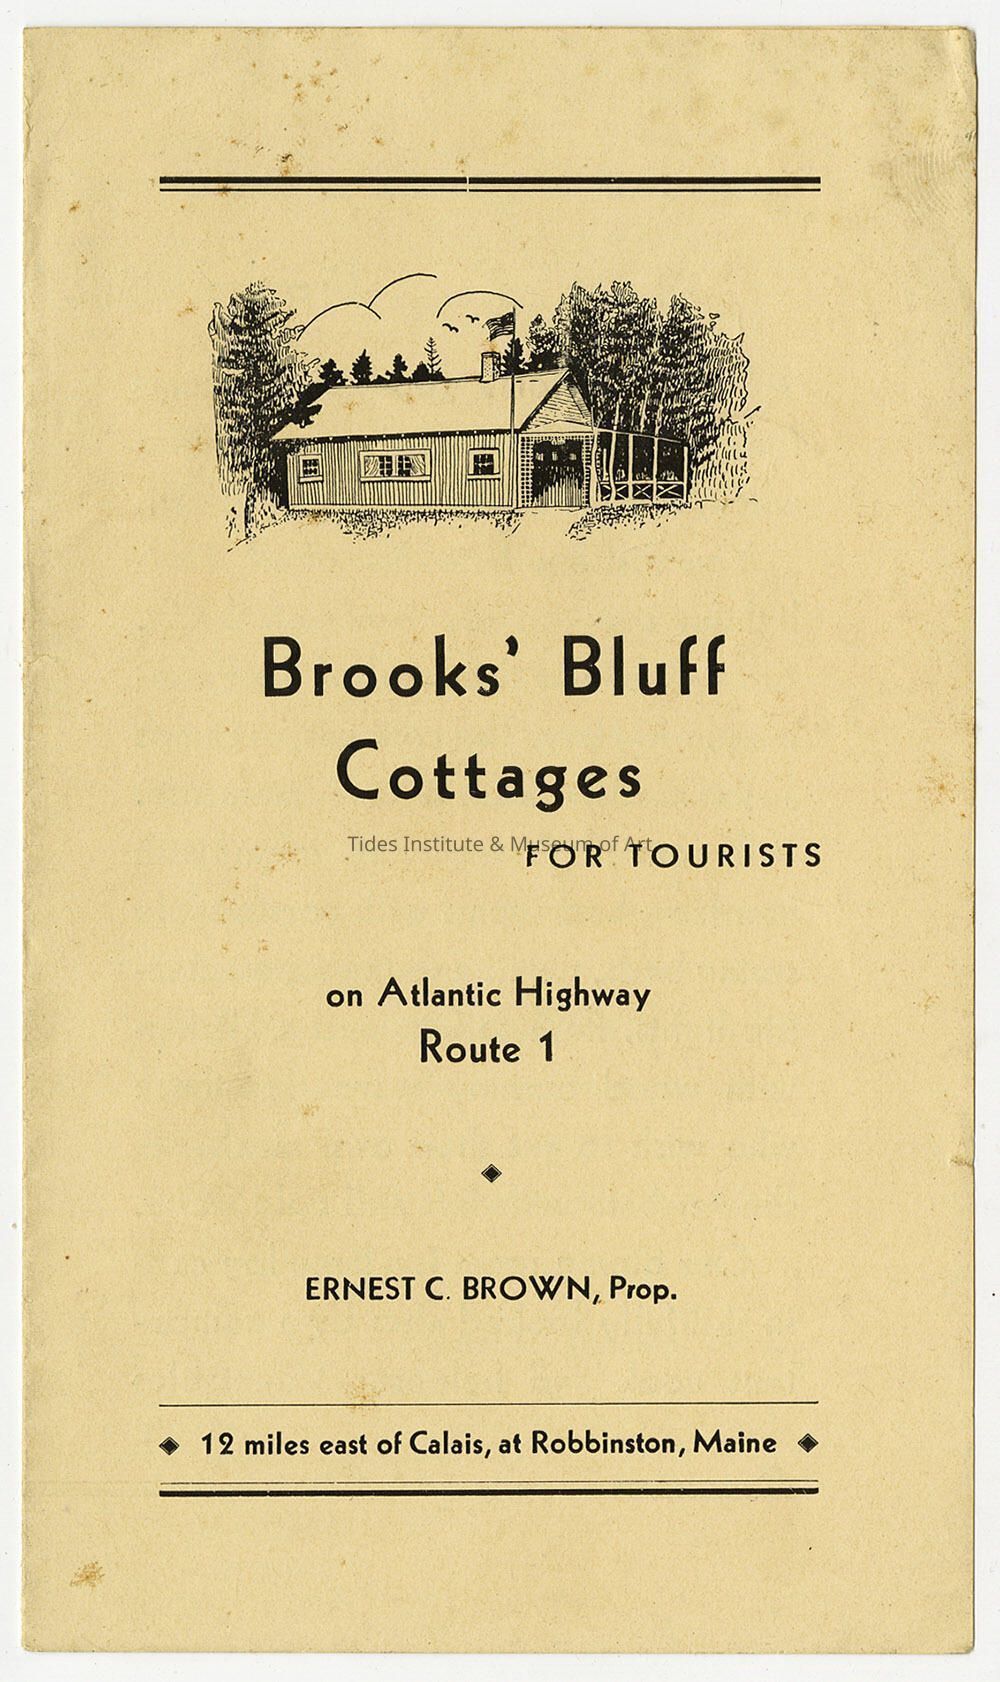 Brooks' Bluff
Cottages
Tides Institute & Museum of Art
FOR TOURISTS
on Atlantic Highway
Route 1
ERNEST C. BROWN, Prop.
12 miles east of Calais, at Robbinston, Maine